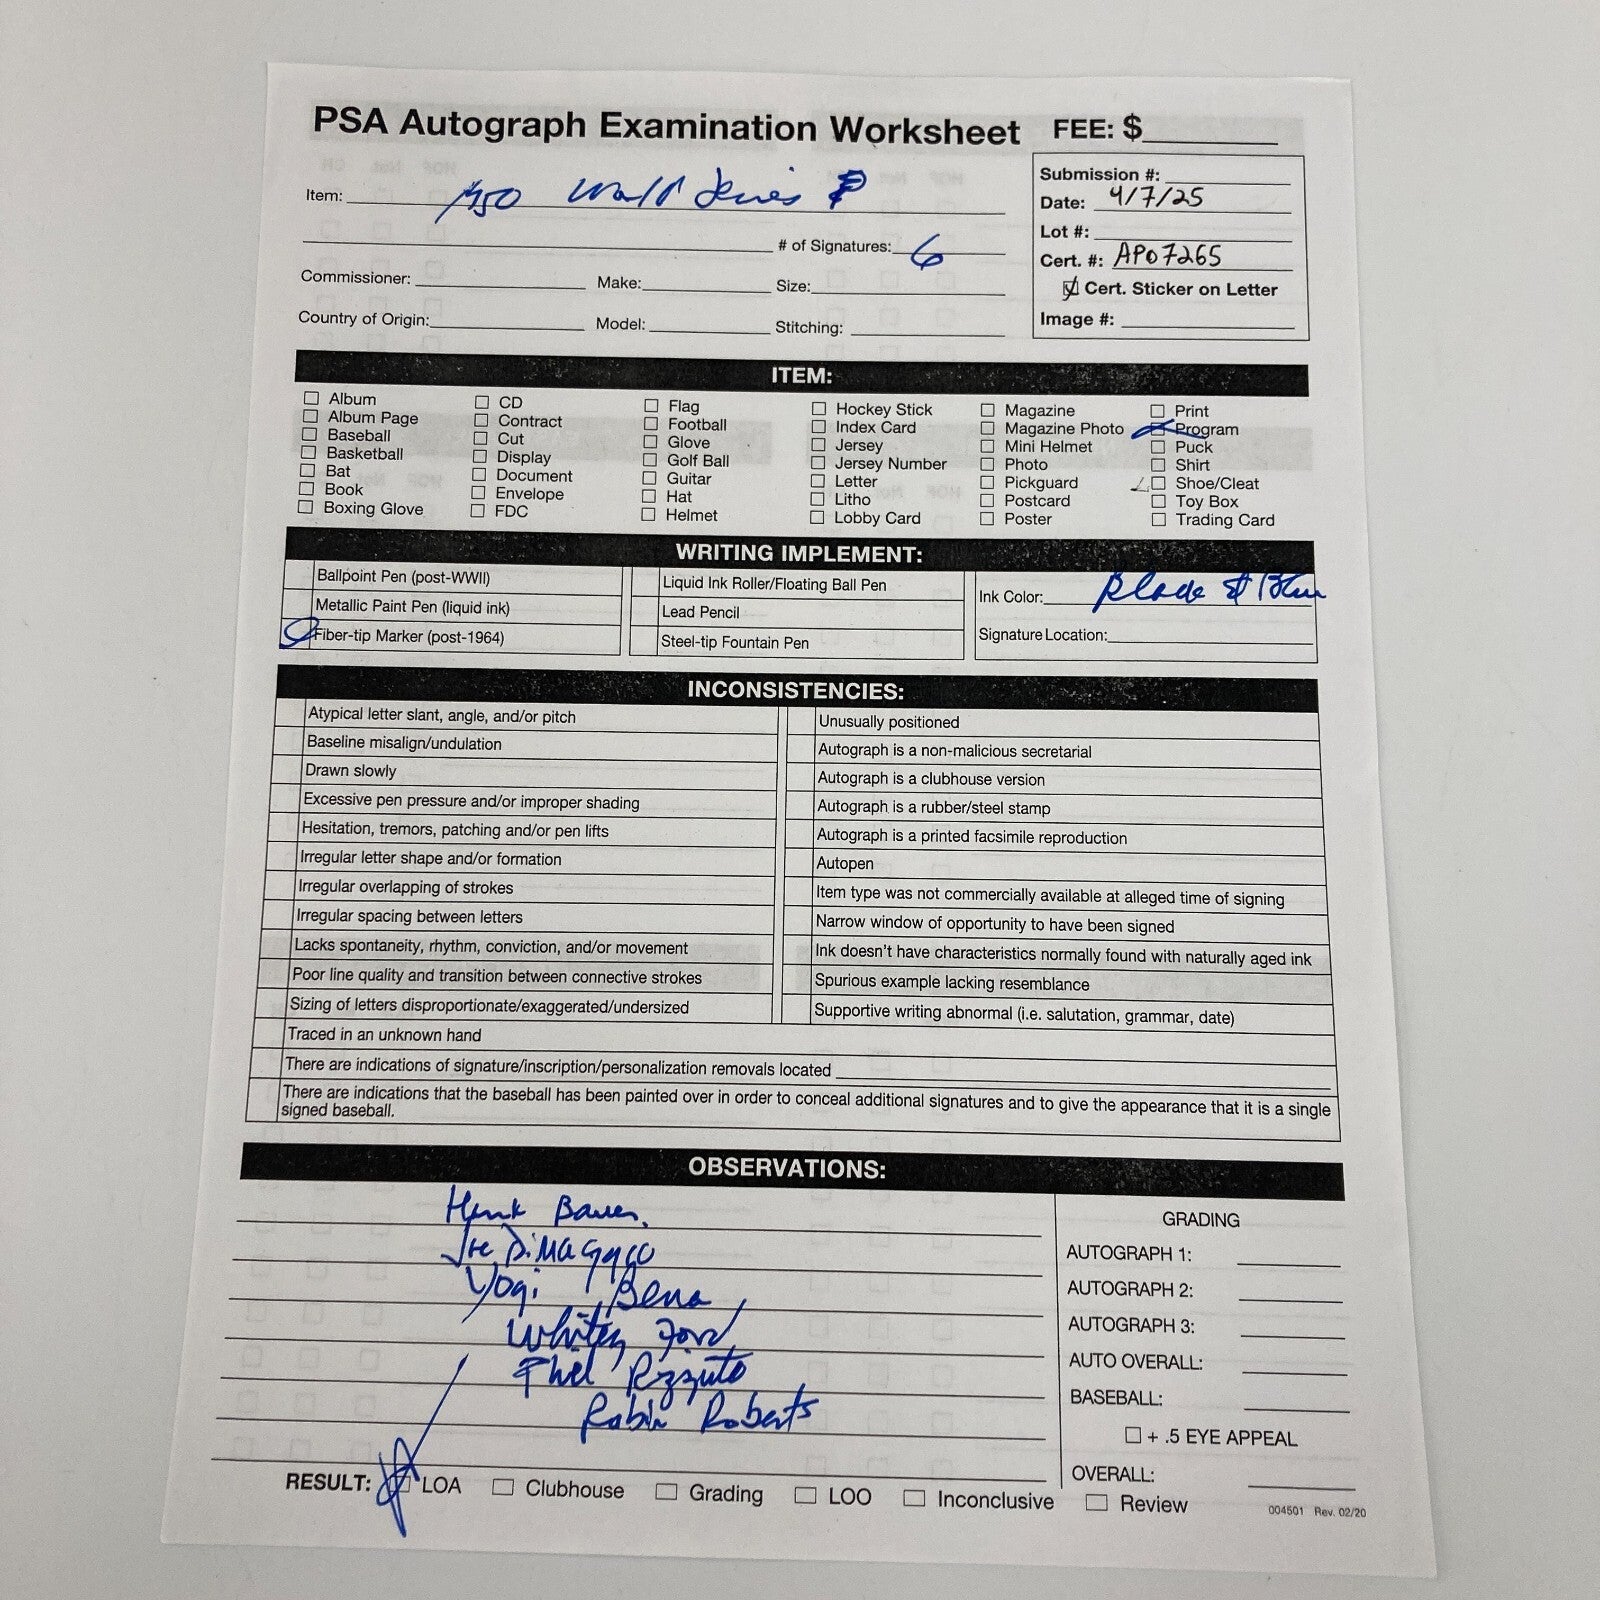 PSA Autograph Examination Worksheet FEE: $
Item: 1950 World Series P
# of Signatures: 6
Commissioner: Make: Size:
Country of Origin: Model: Stitching:
Submission #:
Date: 4/7/25
Lot #:
Cert. #: AP07265
Cert. Sticker on Letter
Image #:
ITEM:
Album
Album Page
Baseball
Basketball
Bat
Book
Boxing Glove
CD
Contract
Cut
Display
Document
Envelope
FDC
Flag
Football
Glove
Golf Ball
Guitar
Hat
Helmet
Hockey Stick
Index Card
Jersey
Jersey Number
Letter
Litho
Lobby Card
Magazine
Magazine Photo
Mini Helmet
Photo
Pickguard
Postcard
Poster
Print
Program
Puck
Shirt
Shoe/Cleat
Toy Box
Trading Card
WRITING IMPLEMENT:
Ballpoint Pen (post-WWII)
Metallic Paint Pen (liquid ink)
Fiber-tip Marker (post-1964)
Liquid Ink Roller/Floating Ball Pen
Lead Pencil
Steel-tip Fountain Pen
Ink Color: & Blue
Signature Location:
INCONSISTENCIES:
Atypical letter slant, angle, and/or pitch
Baseline misalign/undulation
Drawn slowly
Excessive pen pressure and/or improper shading
Hesitation, tremors, patching and/or pen lifts
Irregular letter shape and/or formation
Irregular overlapping of strokes
Irregular spacing between letters
Lacks spontaneity, rhythm, conviction, and/or movement
Poor line quality and transition between connective strokes
Sizing of letters disproportionate/exaggerated/undersized
Traced in an unknown hand
Unusually positioned
Autograph is a non-malicious secretarial
Autograph is a clubhouse version
Autograph is a rubber/steel stamp
Autograph is a printed facsimile reproduction
Autopen
Item type was not commercially available at alleged time of signing
Narrow window of opportunity to have been signed
Ink doesn't have characteristics normally found with naturally aged ink
Spurious example lacking resemblance
Supportive writing abnormal (i.e. salutation, grammar, date)
There are indications of signature/inscription/personalization removals located
There are indications that the baseball has been painted over in order to conceal additional signatures and to give the appearance that it is a single
signed baseball.
OBSERVATIONS:
Hank Bauer
Joe DiMaggio
Yogi Berra
Whitey Ford
Phil Rizzuto
Robin Roberts
GRADING
AUTOGRAPH 1:
AUTOGRAPH 2:
AUTOGRAPH 3:
AUTO OVERALL:
BASEBALL:
+ .5 EYE APPEAL
OVERALL:
RESULT: LOA Clubhouse Grading LOO Inconclusive Review
004501 Rev. 02/20